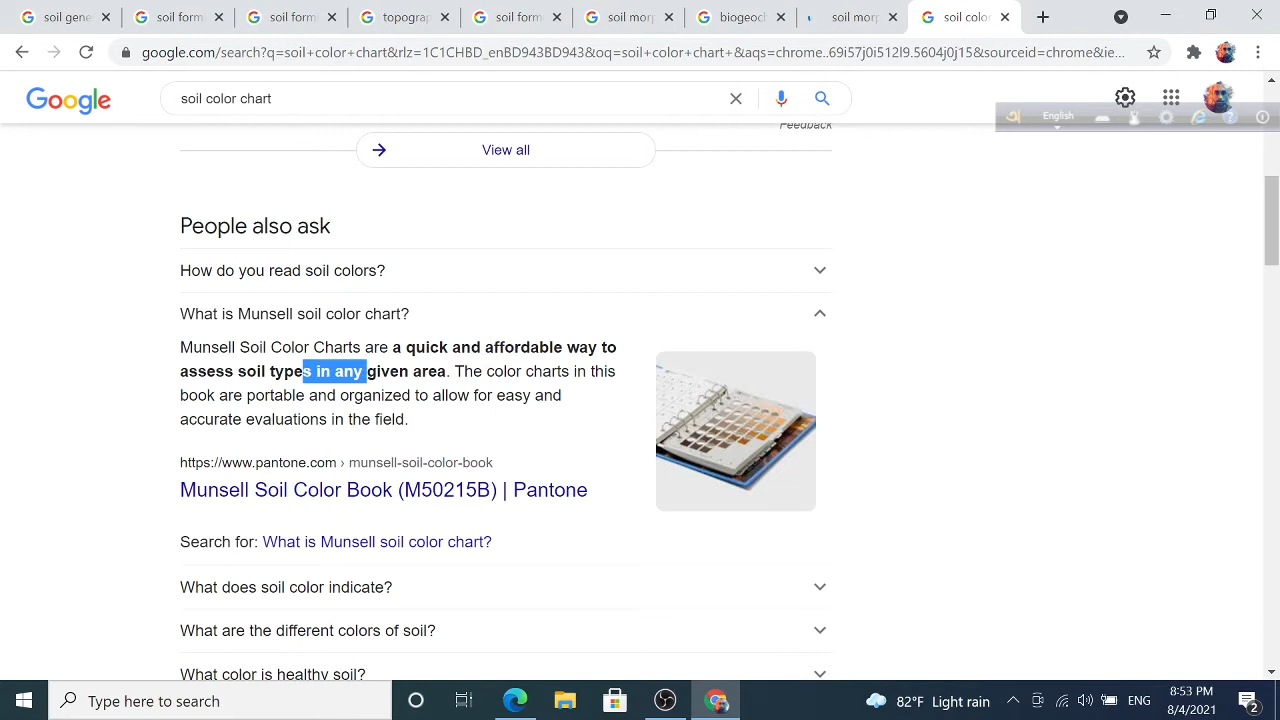 soil gene
soil form
soil form
topograp
soil form
soil morp
biogeoci
soil morp
soil color
google.com/search?q=soil+color+chart&rlz=1C1CHBD_enBD943BD943&oq=soil+color+chart+&aqs=chrome..69i57j0i512l9.5604j0j15&sourceid=chrome&ie...
Google
soil color chart
English
Feedback
View all
People also ask
How do you read soil colors?
What is Munsell soil color chart?
Munsell Soil Color Charts are a quick and affordable way to
assess soil types in any given area. The color charts in this
book are portable and organized to allow for easy and
accurate evaluations in the field.
https://www.pantone.com › munsell-soil-color-book
Munsell Soil Color Book (M50215B) | Pantone
Search for: What is Munsell soil color chart?
What does soil color indicate?
What are the different colors of soil?
What color is healthy soil?
Type here to search
82°F Light rain
ENG
8:53 PM
8/4/2021
2